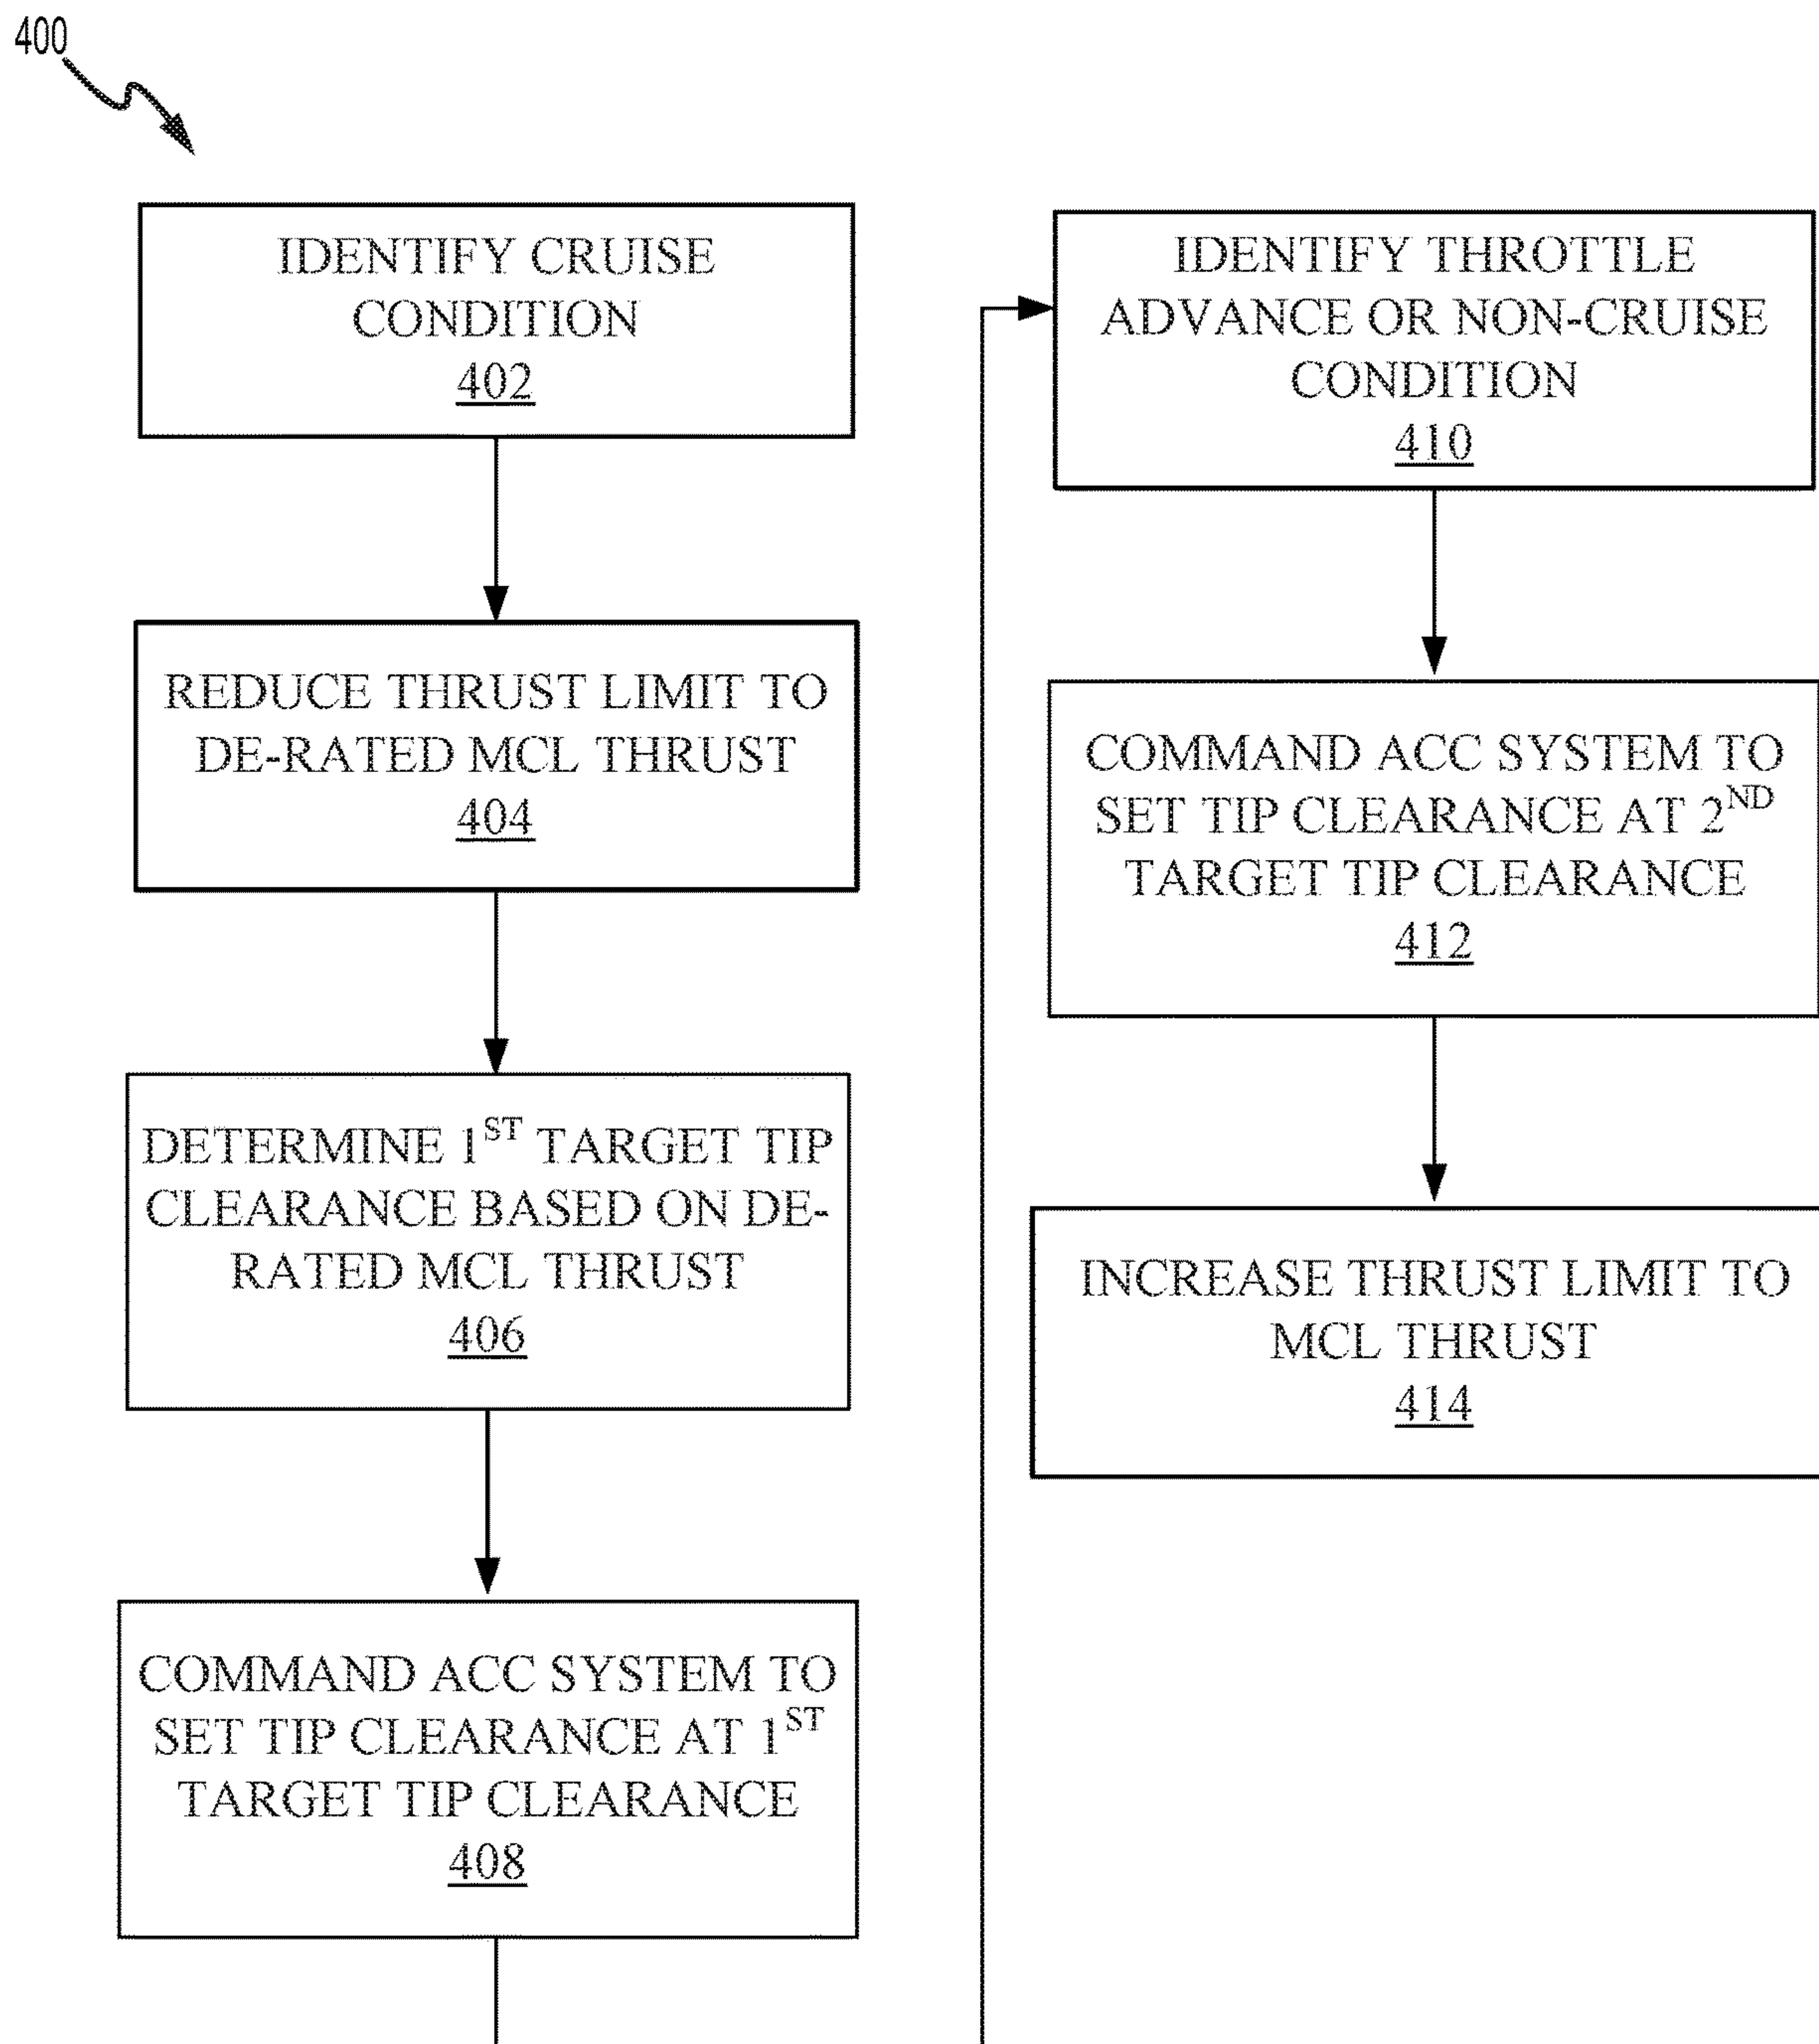 400
IDENTIFY CRUISE
CONDITION
402
REDUCE THRUST LIMIT TO
DE-RATED MCL THRUST
404
DETERMINE 1ST TARGET TIP
CLEARANCE BASED ON DE-
RATED MCL THRUST
406
COMMAND ACC SYSTEM TO
SET TIP CLEARANCE AT 1ST
TARGET TIP CLEARANCE
408
IDENTIFY THROTTLE
ADVANCE OR NON-CRUISE
CONDITION
410
COMMAND ACC SYSTEM TO
SET TIP CLEARANCE AT 2ND
TARGET TIP CLEARANCE
412
INCREASE THRUST LIMIT TO
MCL THRUST
414